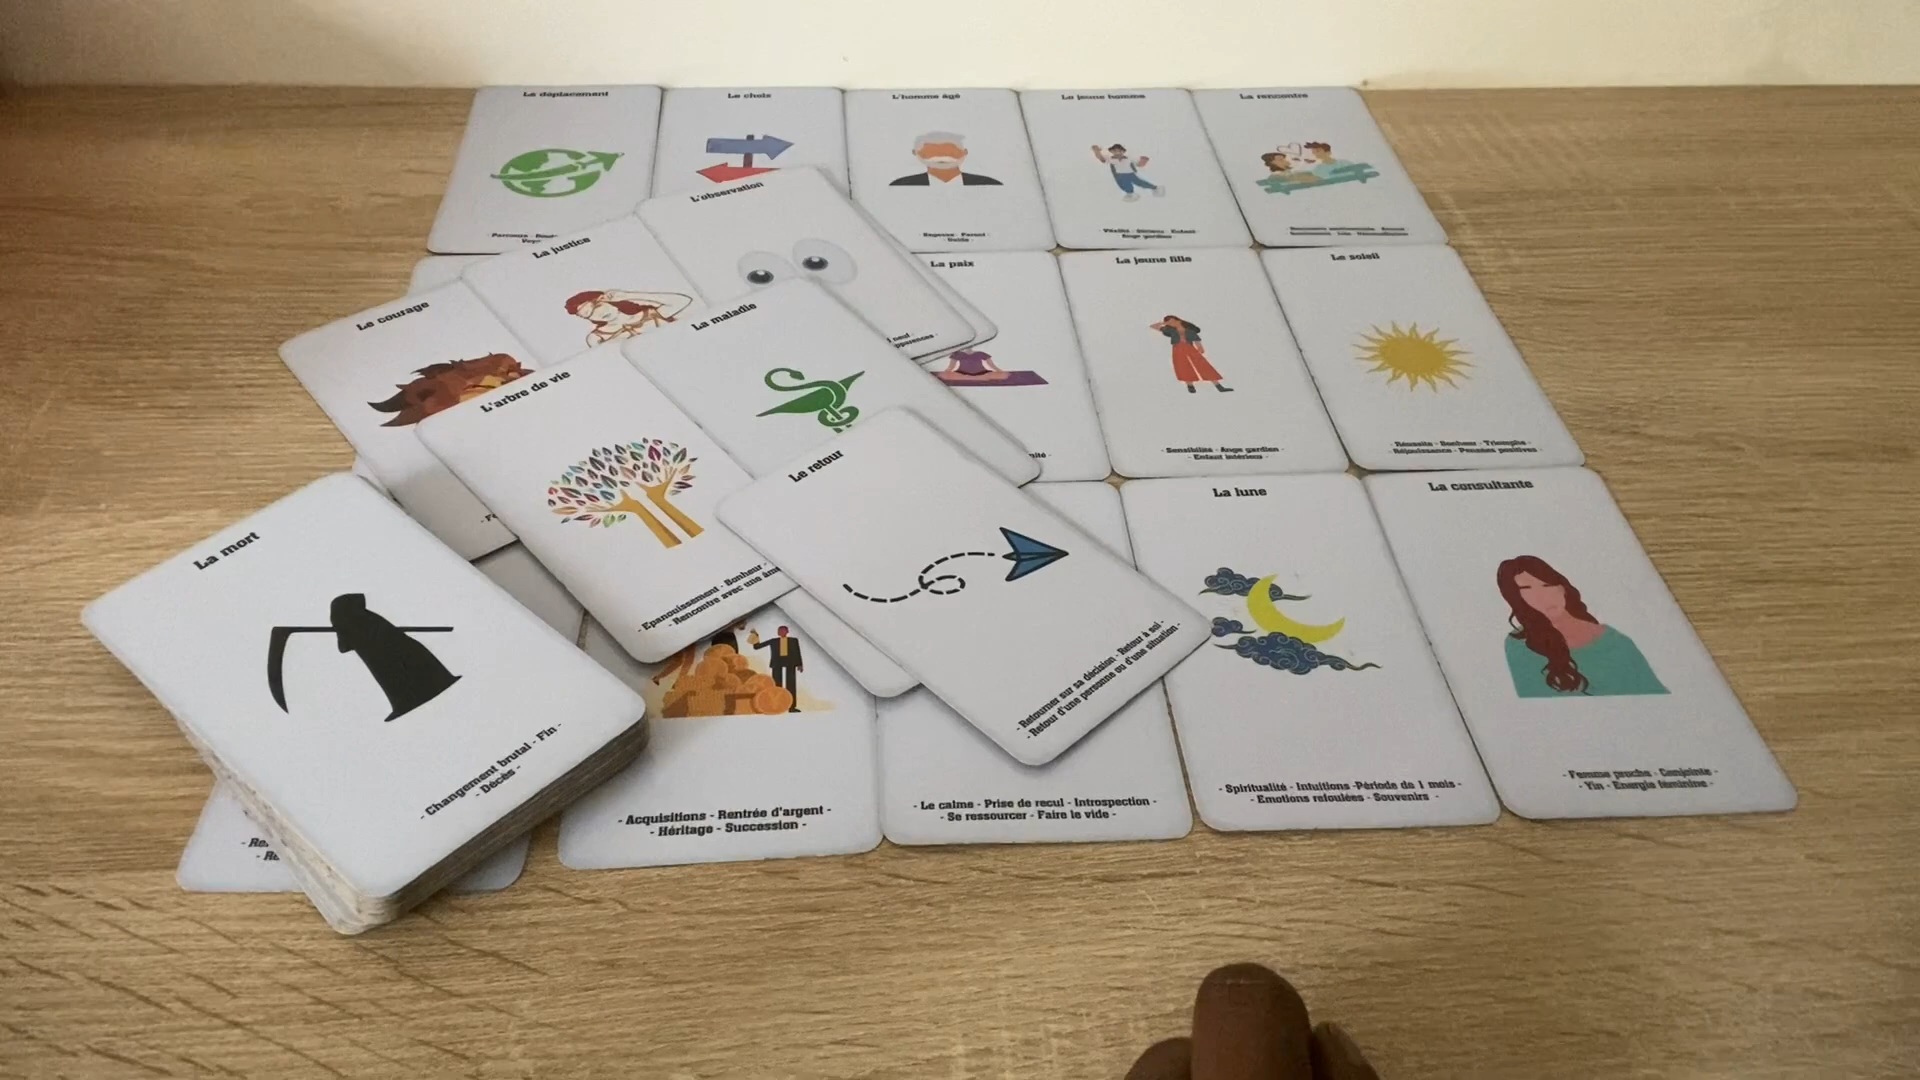 Le déplacement
Le choix
L'homme âgé
Le jeune homme
La rencontre
L'observation
La justice
Le courage
La maladie
L'arbre de vie
La paix
La jeune fille
- Sensibilité - Ange gardien -
- Enfant intérieur -
Le soleil
- Réussite - Bonheur - Triomphe -
- Réjouissance - Pensées positives -
Le retour
- Retourner sur sa décision - Retour à soi -
- Retour d'une personne ou d'une situation -
- Epanouissement - Bonheur -
- Rencontre avec une âme
La mort
- Changement brutal - Fin -
- Décès -
- Acquisitions - Rentrée d'argent -
- Héritage - Succession -
- Le calme - Prise de recul - Introspection -
- Se ressourcer - Faire le vide -
La lune
- Spiritualité - Intuitions -Période de 1 mois -
- Emotions refoulées - Souvenirs -
La consultante
- Femme proche - Conjointe -
- Yin - Energie féminine -